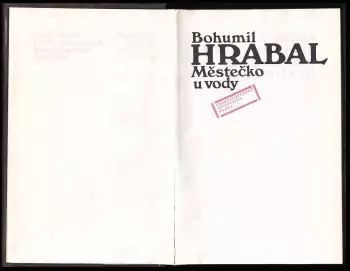 Bohumil
HRABAL
Městečko
u vody